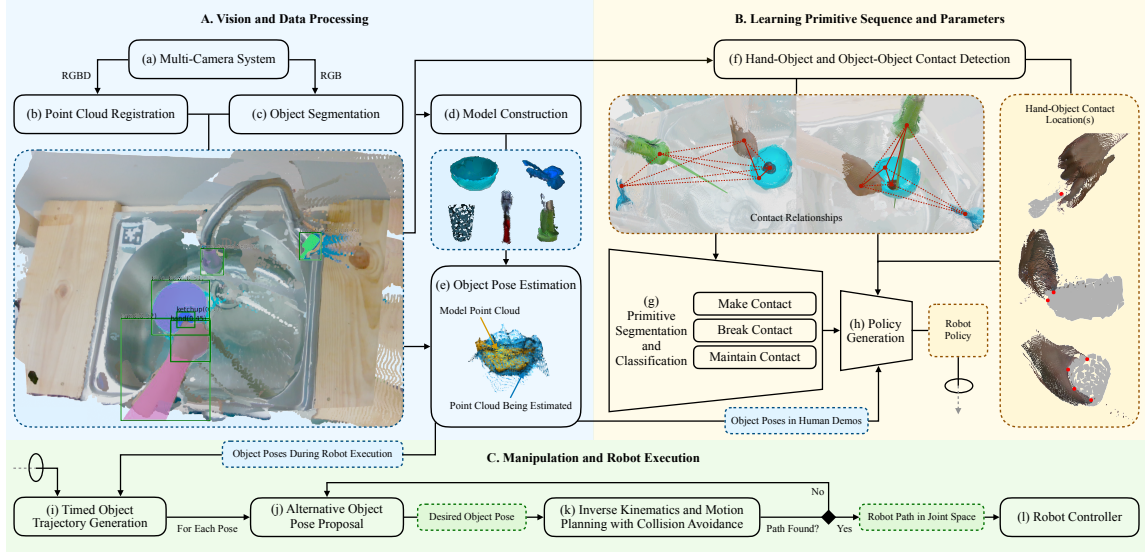 A. Vision and Data Processing
(a) Multi-Camera System
RGBD
RGB
(b) Point Cloud Registration
(c) Object Segmentation
(d) Model Construction
(e) Object Pose Estimation
Model Point Cloud
Point Cloud Being Estimated
B. Learning Primitive Sequence and Parameters
(f) Hand-Object and Object-Object Contact Detection
Contact Relationships
Hand-Object Contact
Location(s)
(g)
Primitive
Segmentation
and
Classification
Make Contact
Break Contact
Maintain Contact
(h) Policy
Generation
Robot
Policy
Object Poses in Human Demos
Object Poses During Robot Execution
C. Manipulation and Robot Execution
(i) Timed Object
Trajectory Generation
For Each Pose
(j) Alternative Object
Pose Proposal
Desired Object Pose
(k) Inverse Kinematics and Motion
Planning with Collision Avoidance
Path Found?
No
Yes
Robot Path in Joint Space
(l) Robot Controller